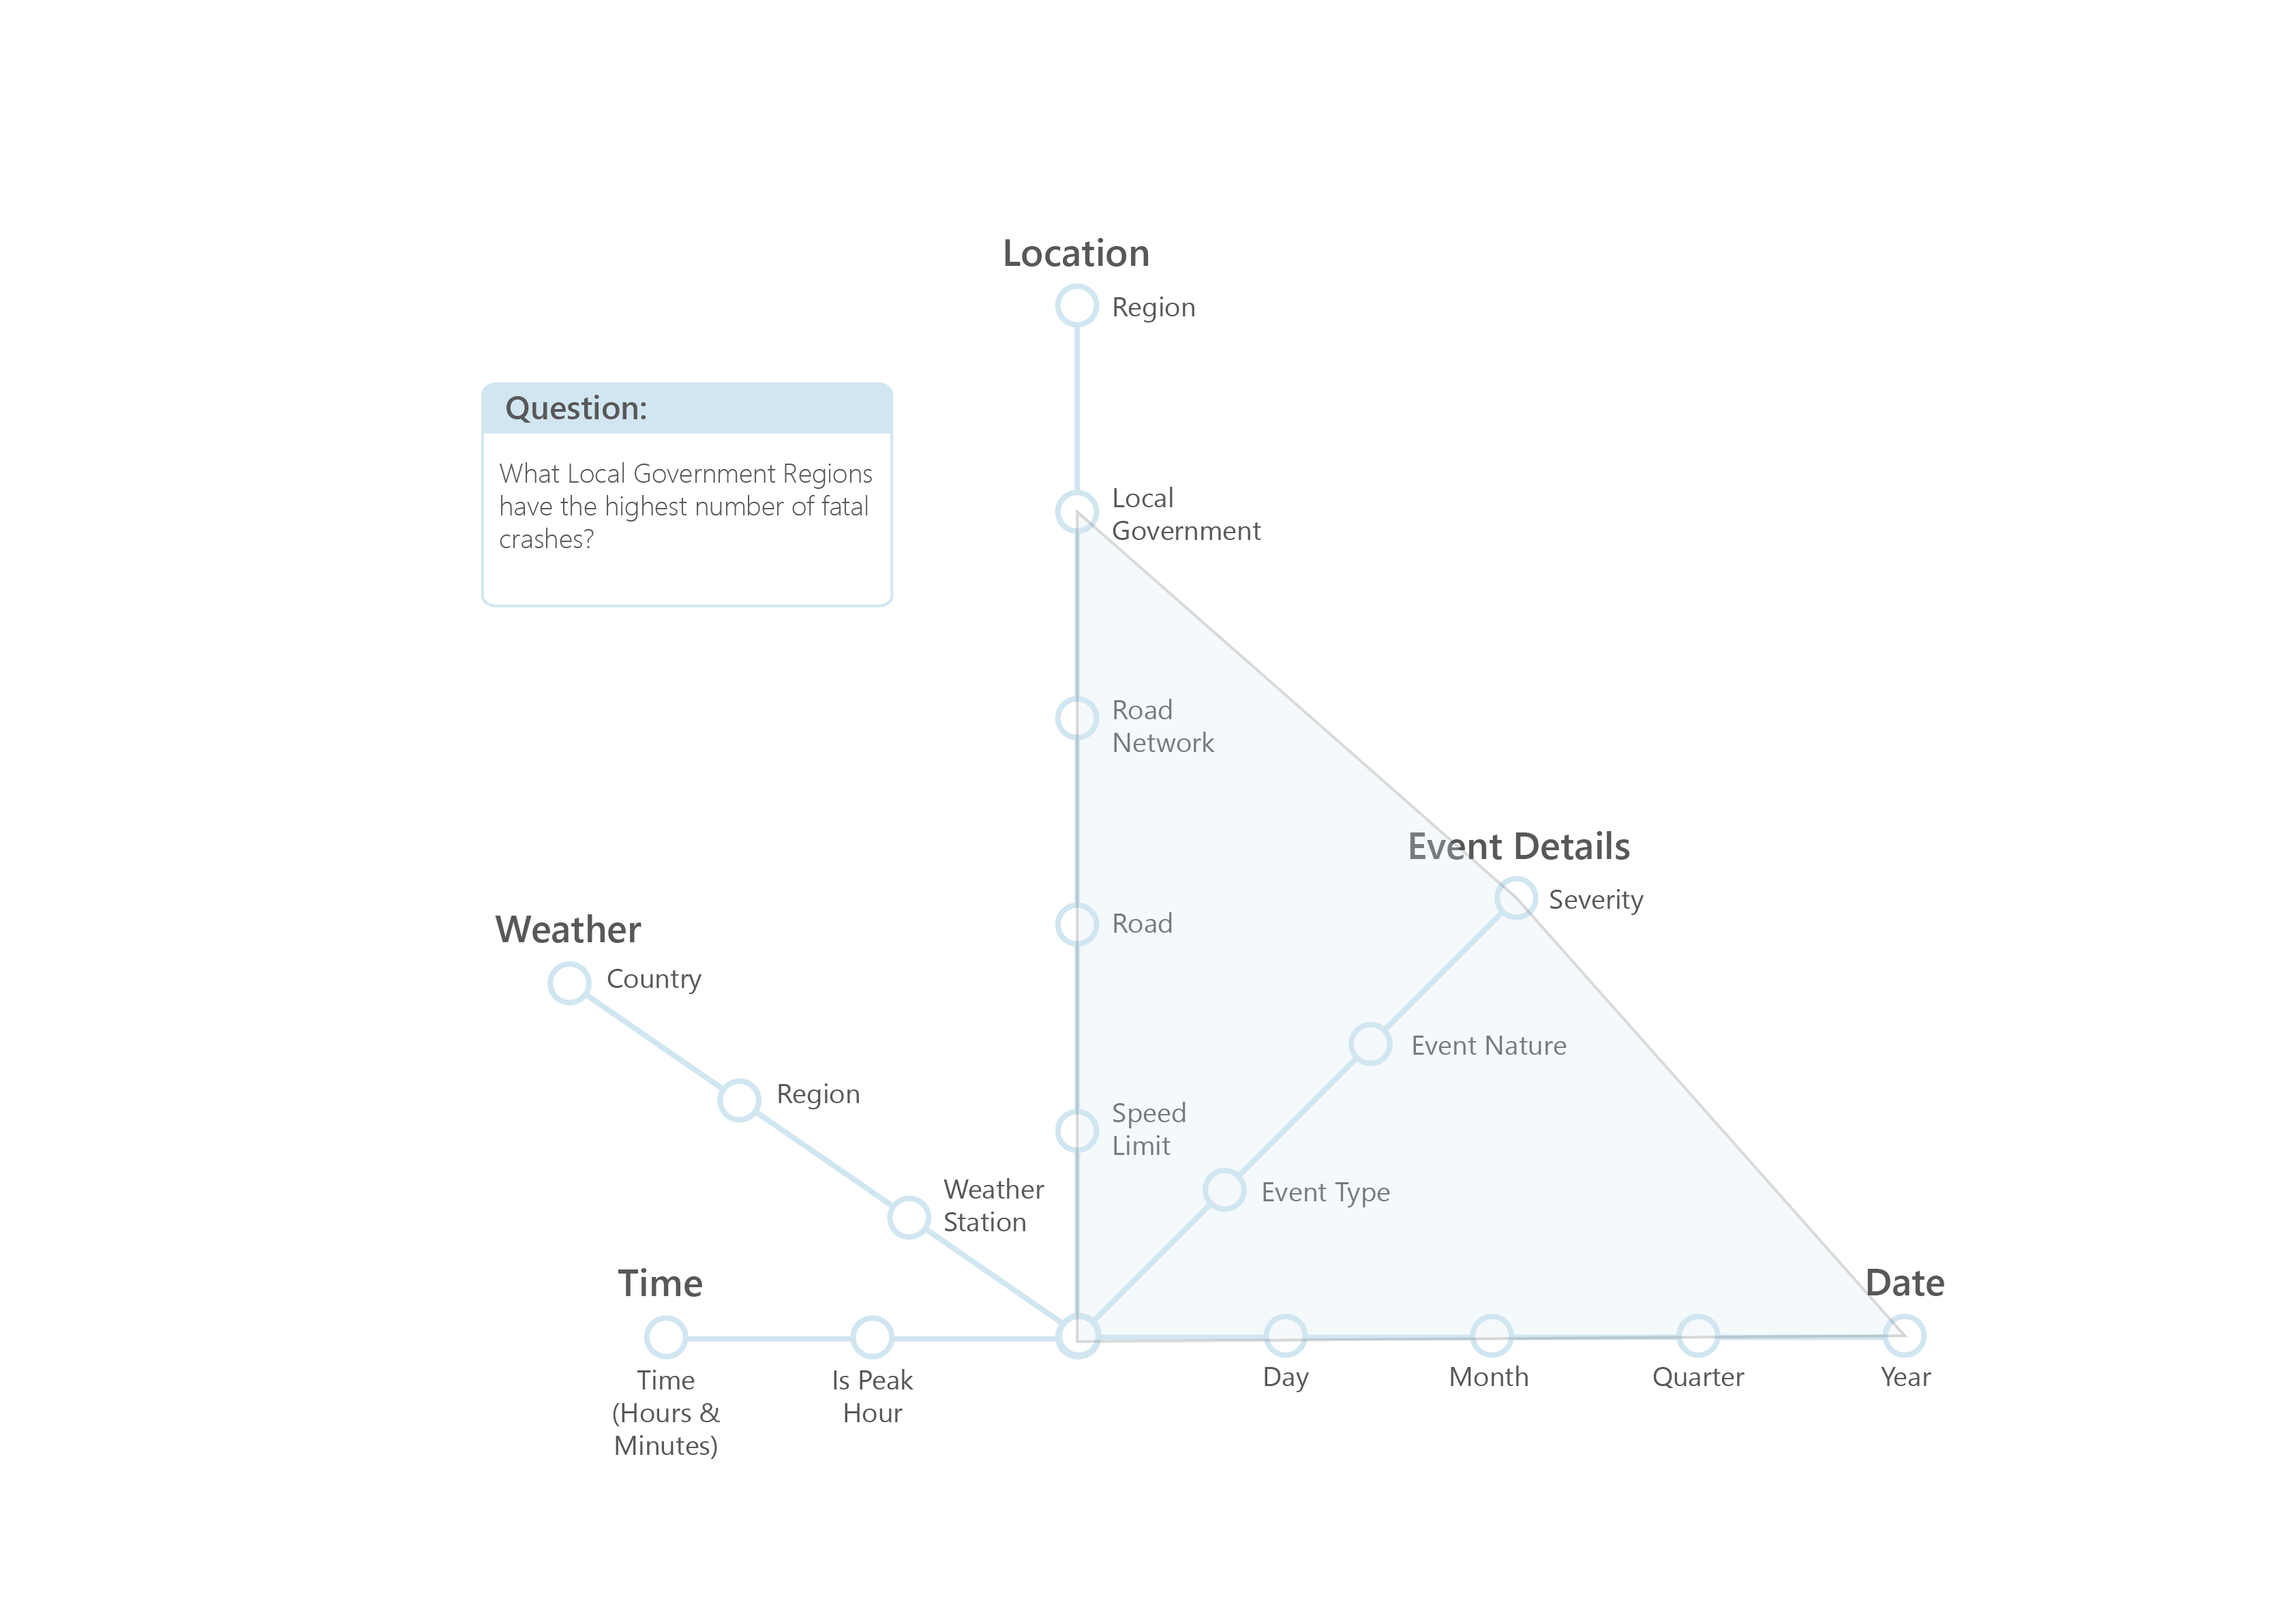 Location
Region
Question:
What Local Government Regions
have the highest number of fatal
crashes?
Local
Government
Road
Network
Event Details
Severity
Road
Weather
Country
Event Nature
Region
Speed
Limit
Weather
Station
Event Type
Time
Date
Time
(Hours &
Minutes)
Is Peak
Hour
Day
Month
Quarter
Year